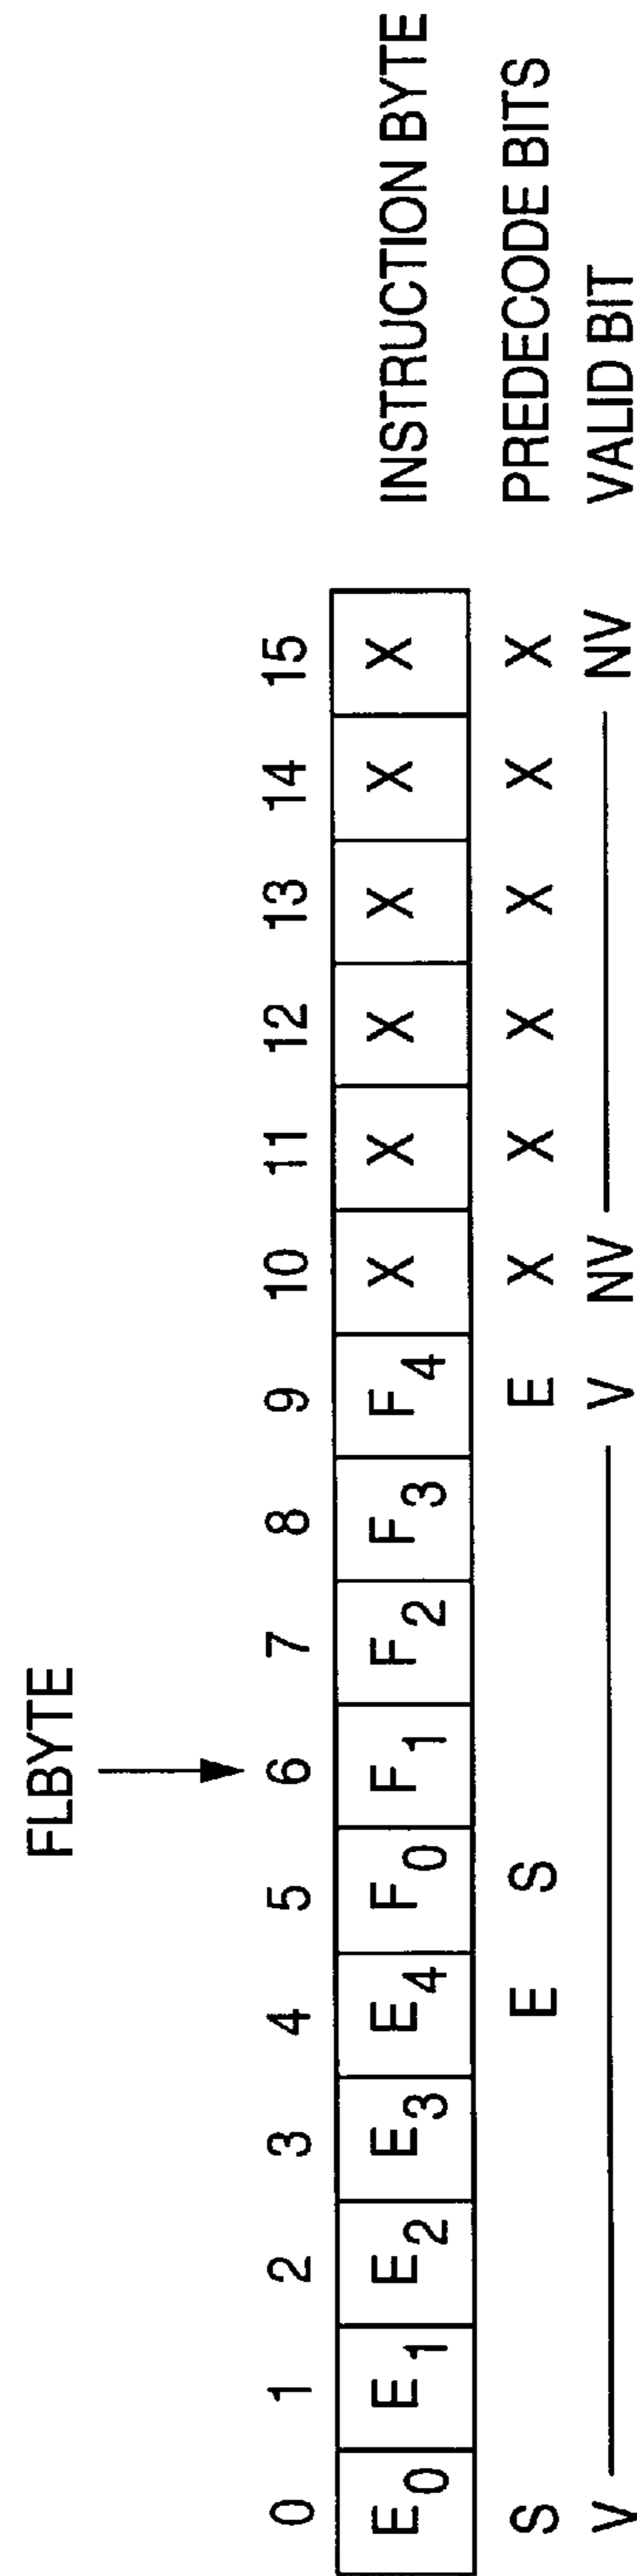 FLBYTE
0 1 2 3 4 5 6 7 8 9 10 11 12 13 14 15
E0 E1 E2 E3 E4 F0 F1 F2 F3 F4 X X X X X X INSTRUCTION BYTE
S E S E X X X X X X PREDECODE BITS
V V NV NV VALID BIT